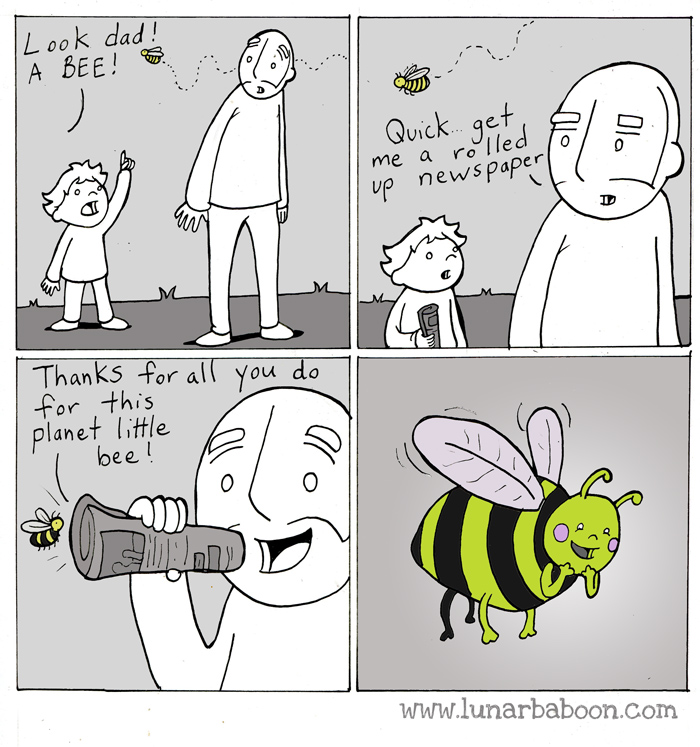 Look dad!
A BEE!
Quick... get
me a rolled
up newspaper
Thanks for all you do
for this
planet little
bee!
www.lunarbaboon.com